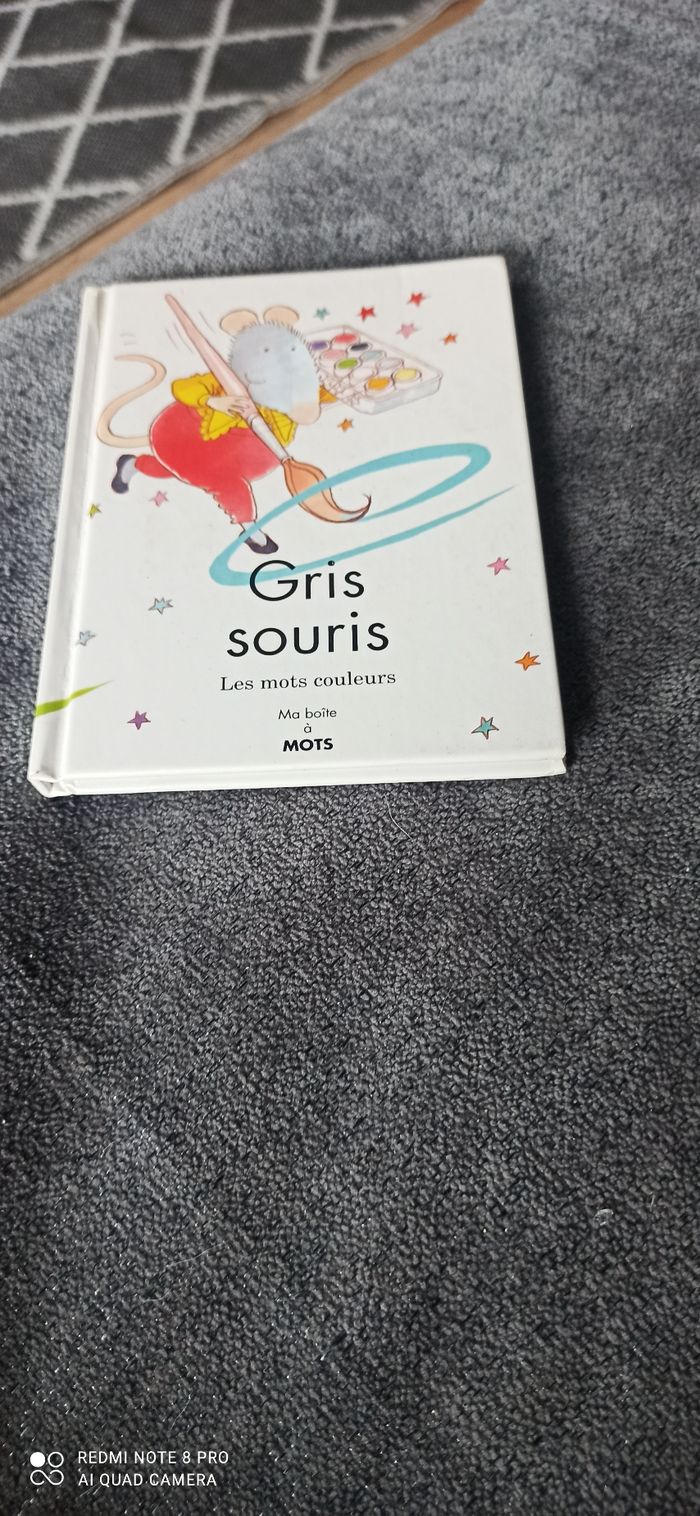 Gris
souris
Les mots couleurs
Ma boîte
à
MOTS
REDMI NOTE 8 PRO
AI QUAD CAMERA